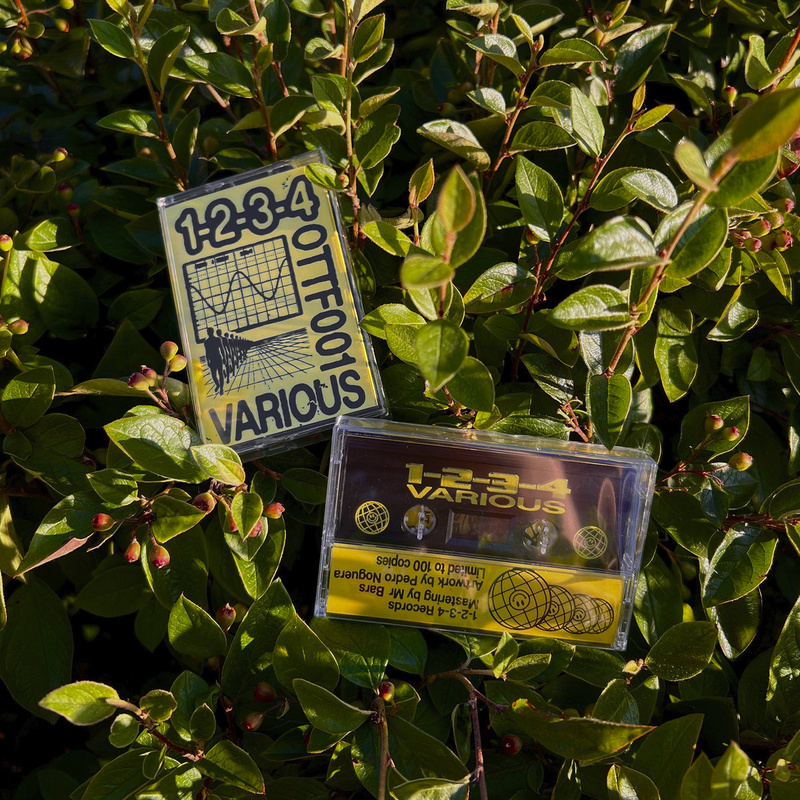 1-2-3-4
OTTF001
VARIOUS
1-2-3-4
VARIOUS
1-2-3-4 Records
Mastering by Mr Bars
Artwork by Pedro Noguera
Limited to 100 copies